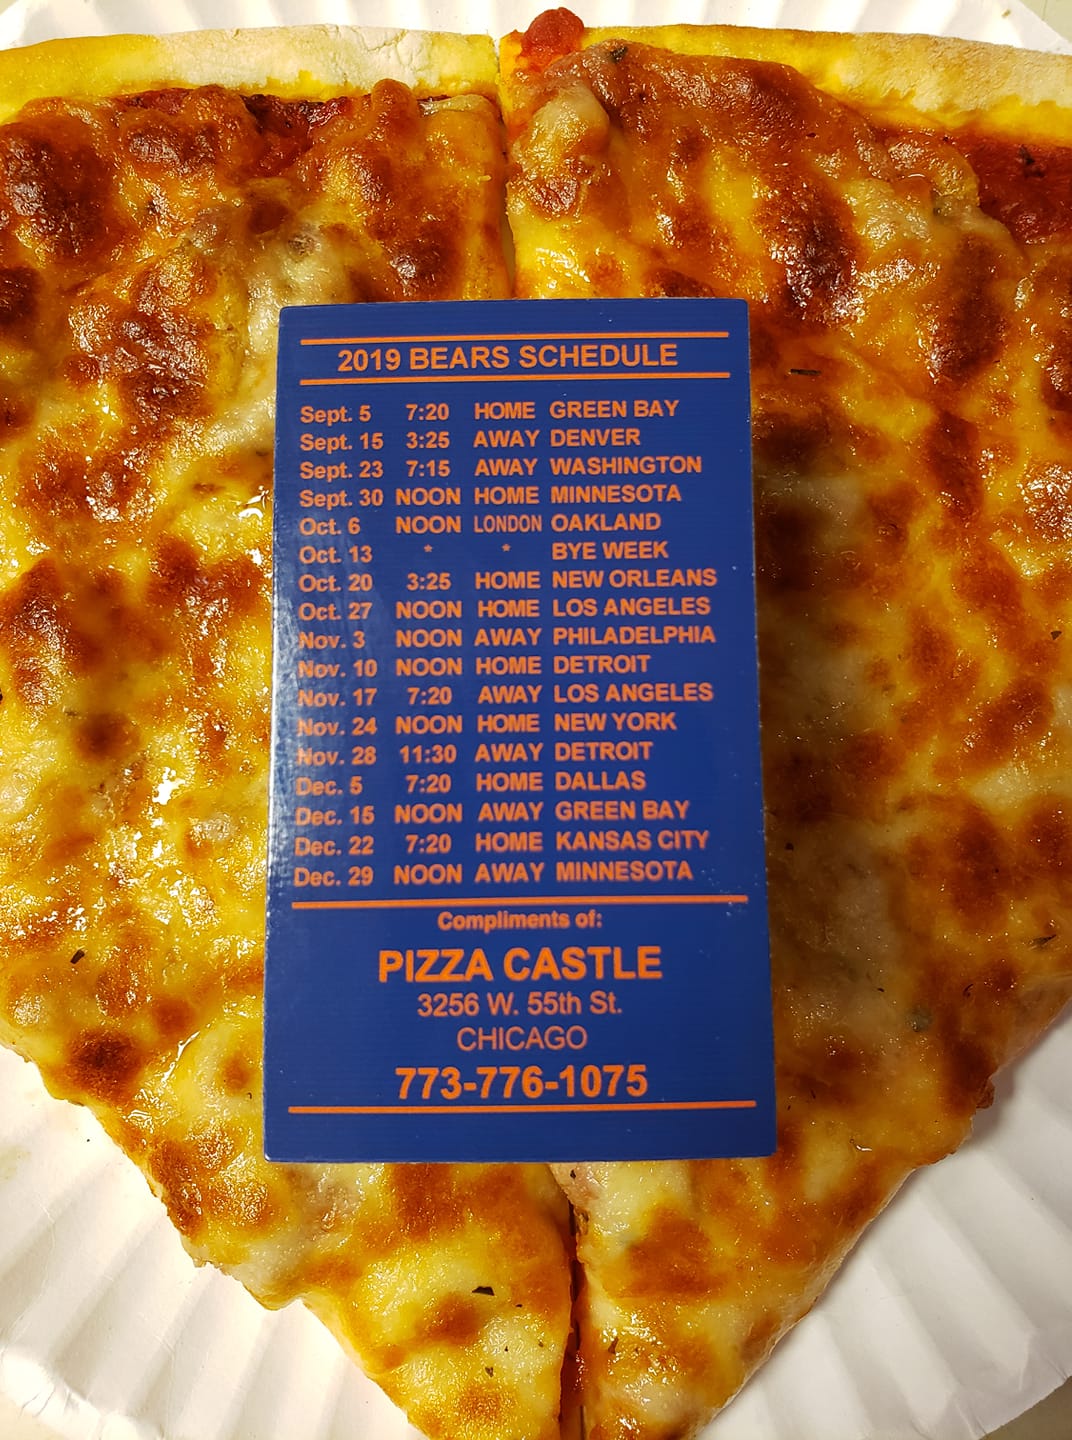 2019 BEARS SCHEDULE
Sept. 5 7:20 HOME GREEN BAY
Sept. 15 3:25 AWAY DENVER
Sept. 23 7:15 AWAY WASHINGTON
Sept. 30 NOON HOME MINNESOTA
Oct. 6 NOON LONDON OAKLAND
Oct. 13 * * BYE WEEK
Oct. 20 3:25 HOME NEW ORLEANS
Oct. 27 NOON HOME LOS ANGELES
Nov. 3 NOON AWAY PHILADELPHIA
Nov. 10 NOON HOME DETROIT
Nov. 17 7:20 AWAY LOS ANGELES
Nov. 24 NOON HOME NEW YORK
Nov. 28 11:30 AWAY DETROIT
Dec. 5 7:20 HOME DALLAS
Dec. 15 NOON AWAY GREEN BAY
Dec. 22 7:20 HOME KANSAS CITY
Dec. 29 NOON AWAY MINNESOTA
Compliments of:
PIZZA CASTLE
3256 W. 55th St.
CHICAGO
773-776-1075